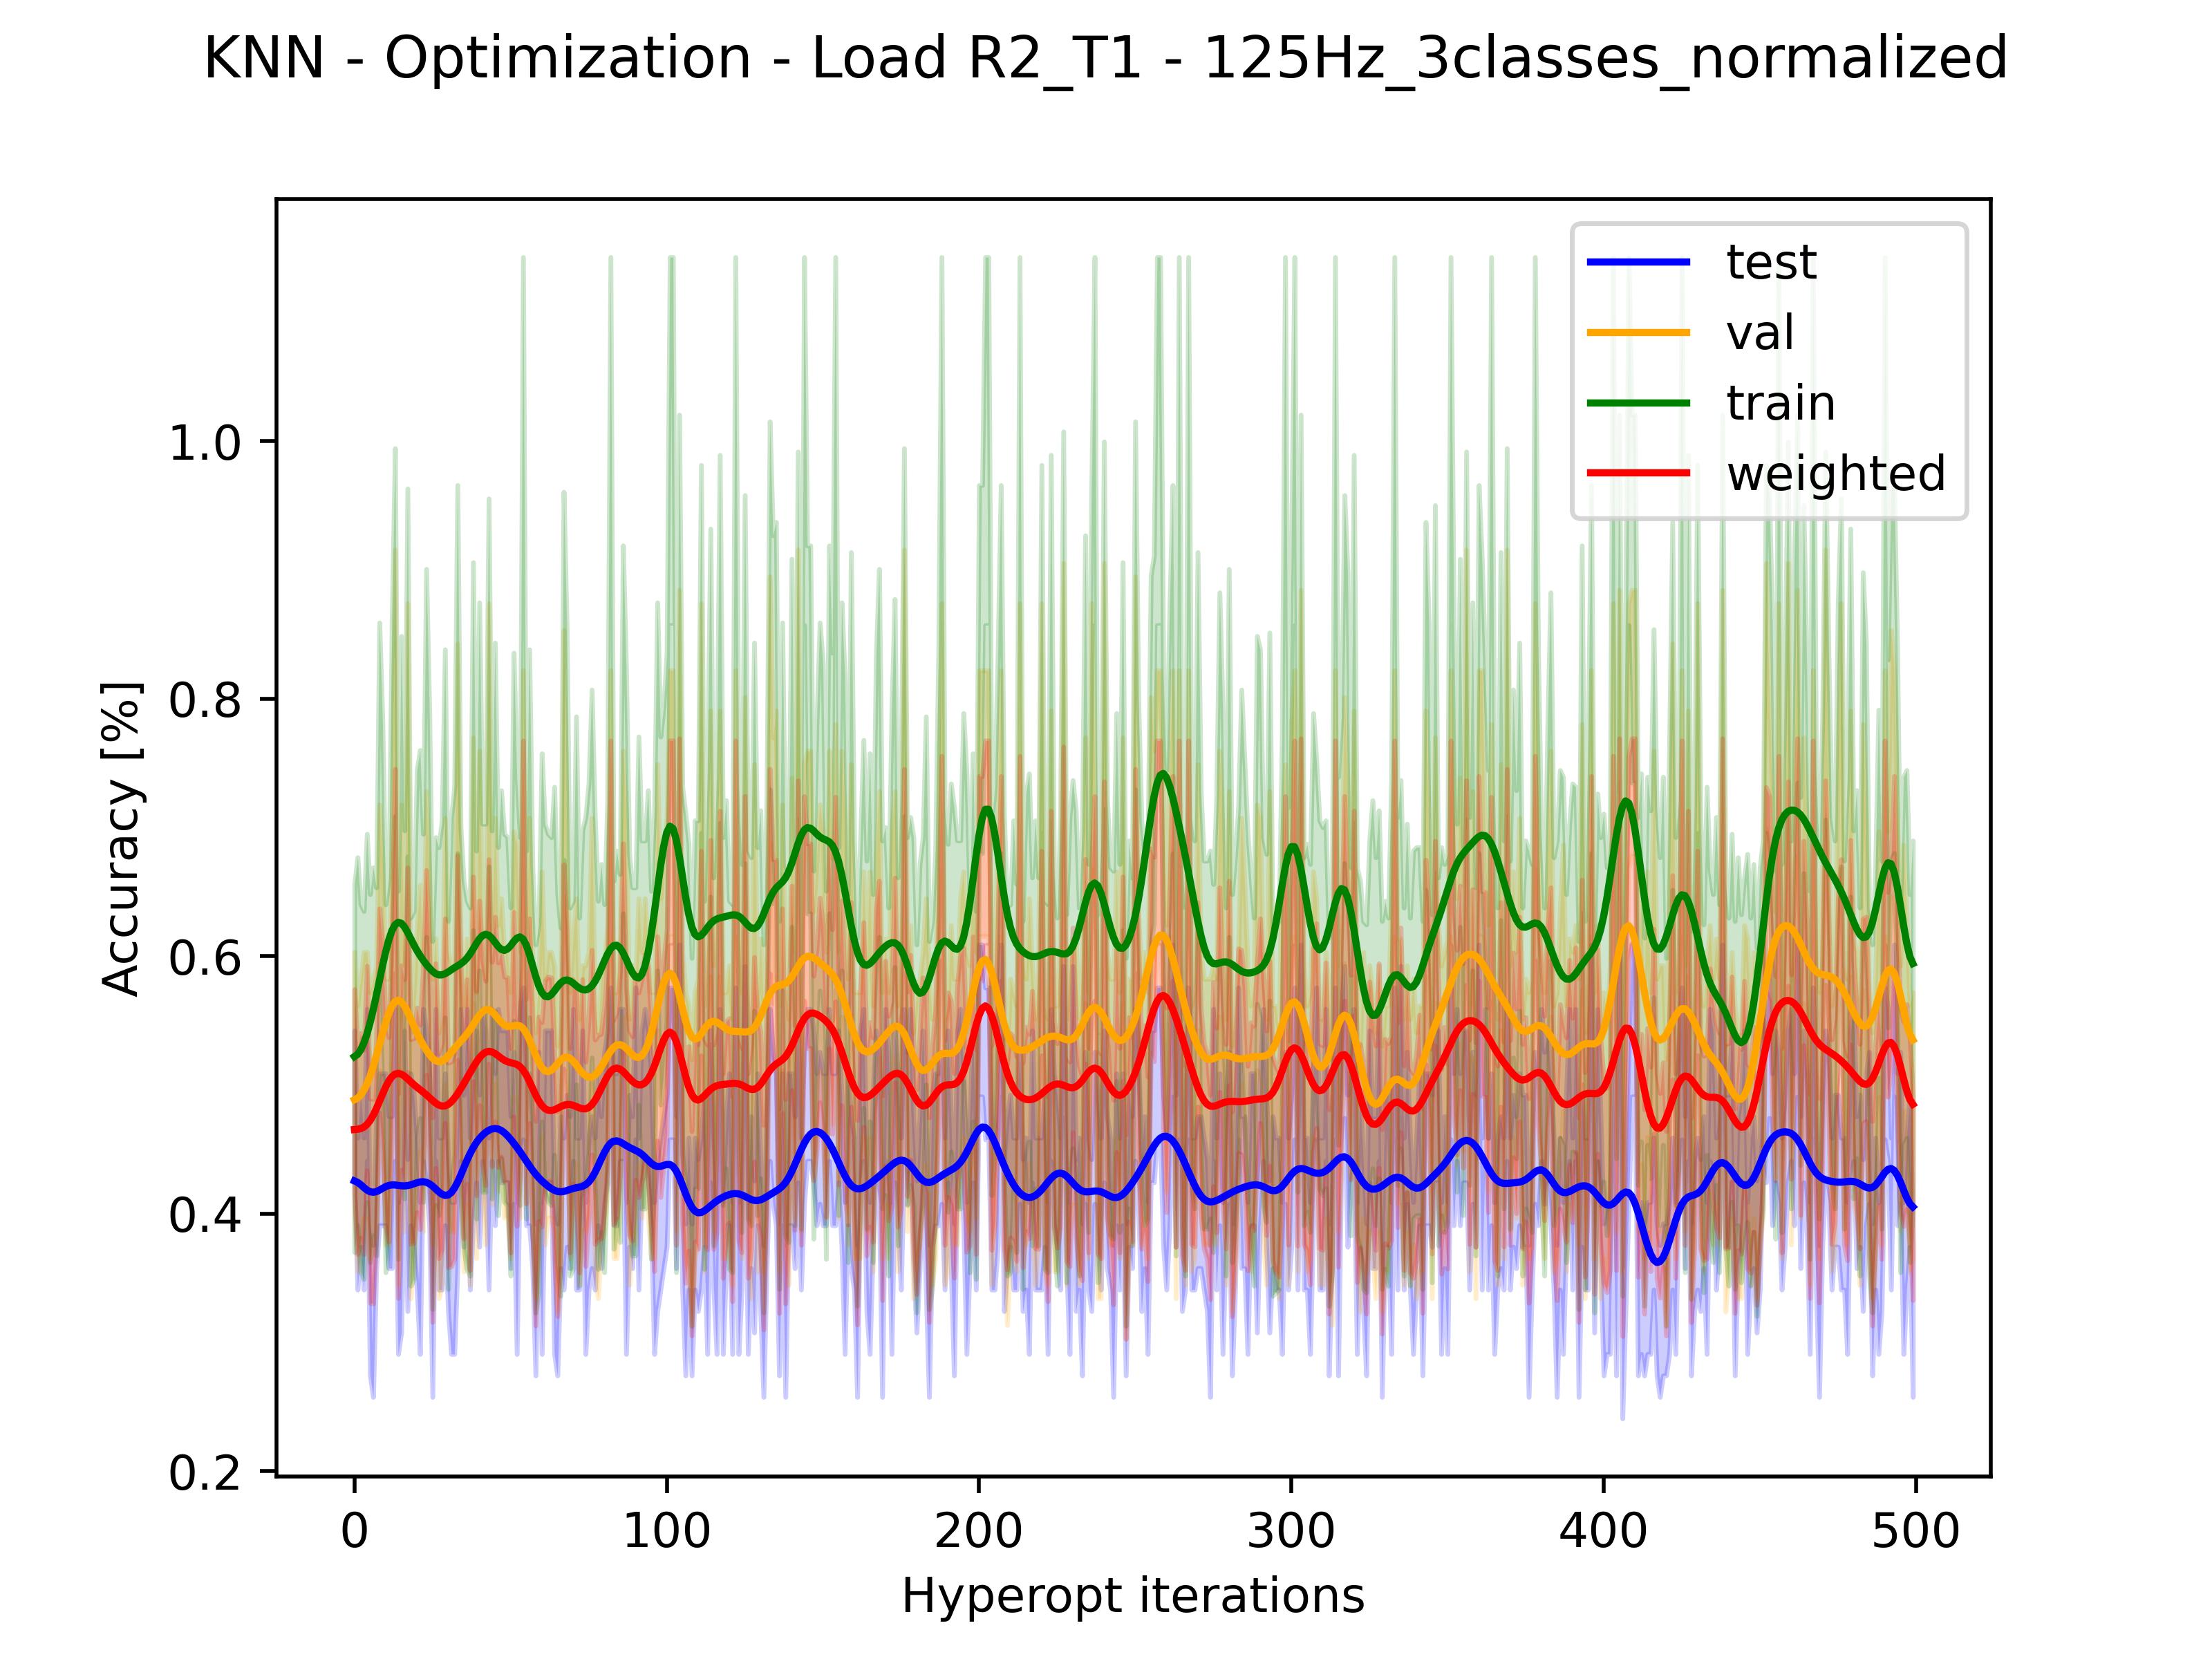 KNN - Optimization - Load R2_T1 - 125Hz_3classes_normalized
test
val
train
weighted
1.0
0.8
0.6
0.4
0.2
Accuracy [%]
0 100 200 300 400 500
Hyperopt iterations